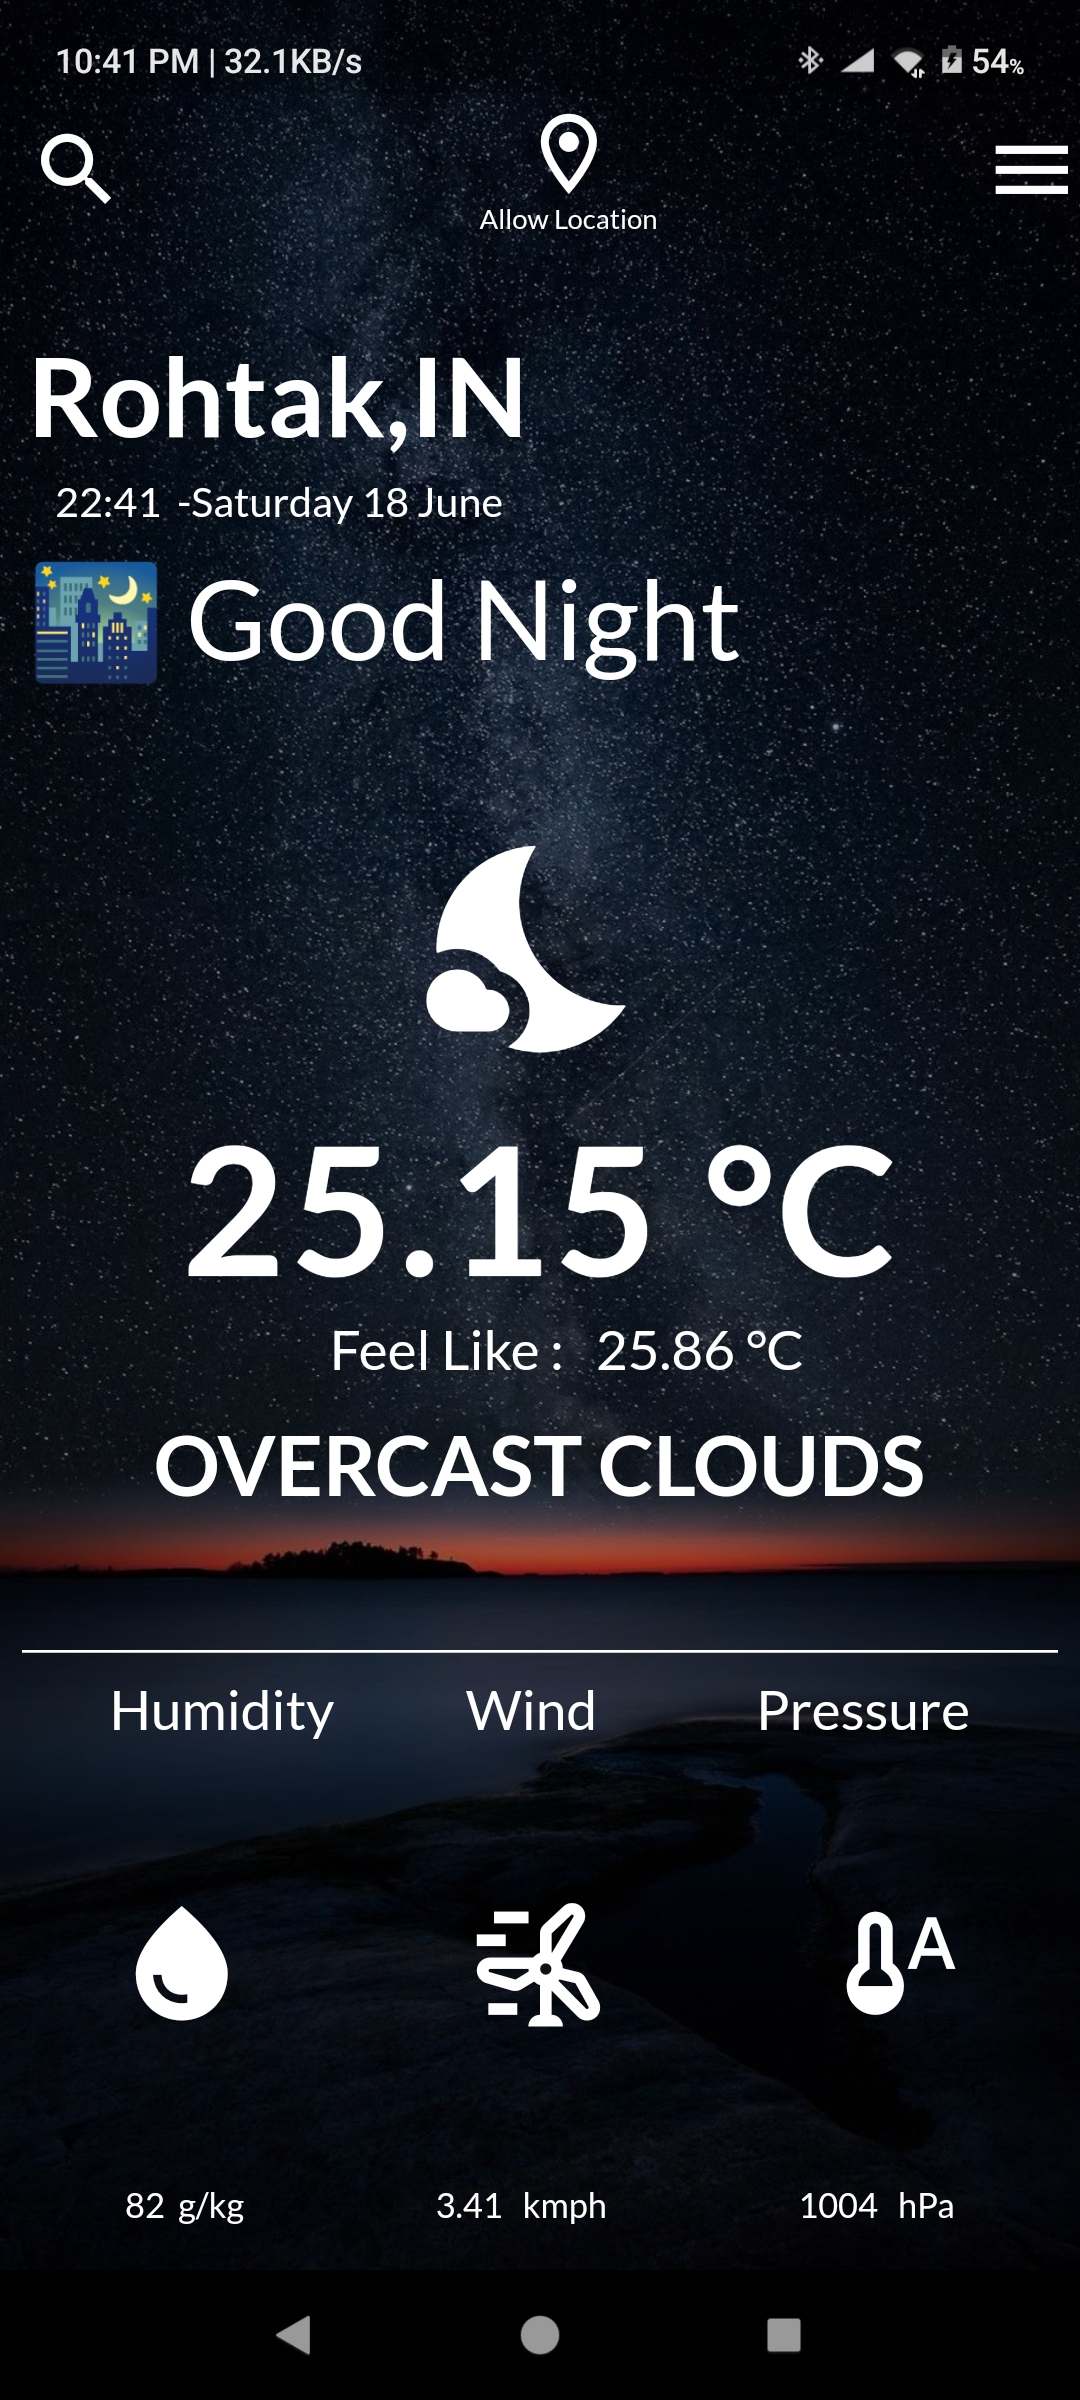 10:41 PM | 32.1KB/s 54%
Allow Location
Rohtak,IN
22:41 -Saturday 18 June
Good Night
25.15 °C
Feel Like : 25.86 °C
OVERCAST CLOUDS
Humidity Wind Pressure
A
82 g/kg 3.41 kmph 1004 hPa